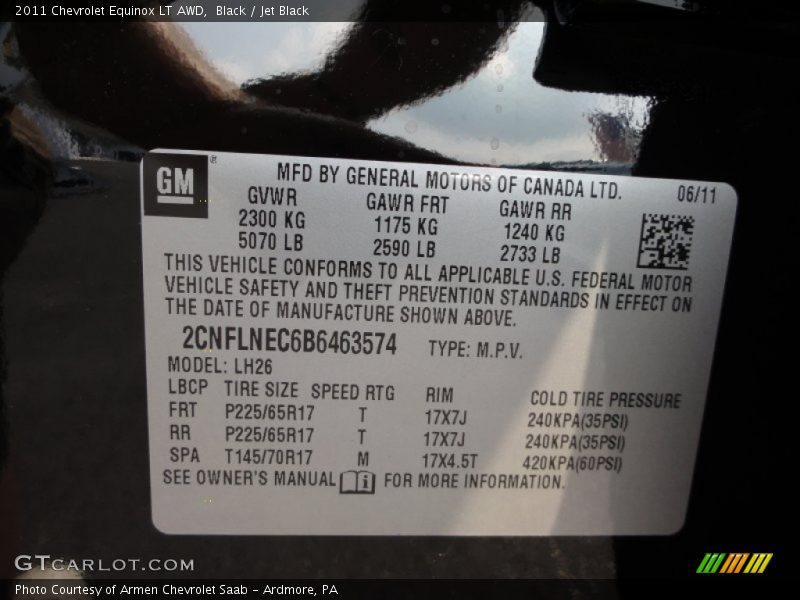 2011 Chevrolet Equinox LT AWD, Black / Jet Black
GM ®
MFD BY GENERAL MOTORS OF CANADA LTD. 06/11
GVWR GAWR FRT GAWR RR
2300 KG 1175 KG 1240 KG
5070 LB 2590 LB 2733 LB
THIS VEHICLE CONFORMS TO ALL APPLICABLE U.S. FEDERAL MOTOR
VEHICLE SAFETY AND THEFT PREVENTION STANDARDS IN EFFECT ON
THE DATE OF MANUFACTURE SHOWN ABOVE.
2CNFLNEC6B6463574 TYPE: M.P.V.
MODEL: LH26
LBCP TIRE SIZE SPEED RTG RIM COLD TIRE PRESSURE
FRT P225/65R17 T 17X7J 240KPA(35PSI)
RR P225/65R17 T 17X7J 240KPA(35PSI)
SPA T145/70R17 M 17X4.5T 420KPA(60PSI)
SEE OWNER'S MANUAL i FOR MORE INFORMATION.
GTCARLOT.COM
Photo Courtesy of Armen Chevrolet Saab - Ardmore, PA